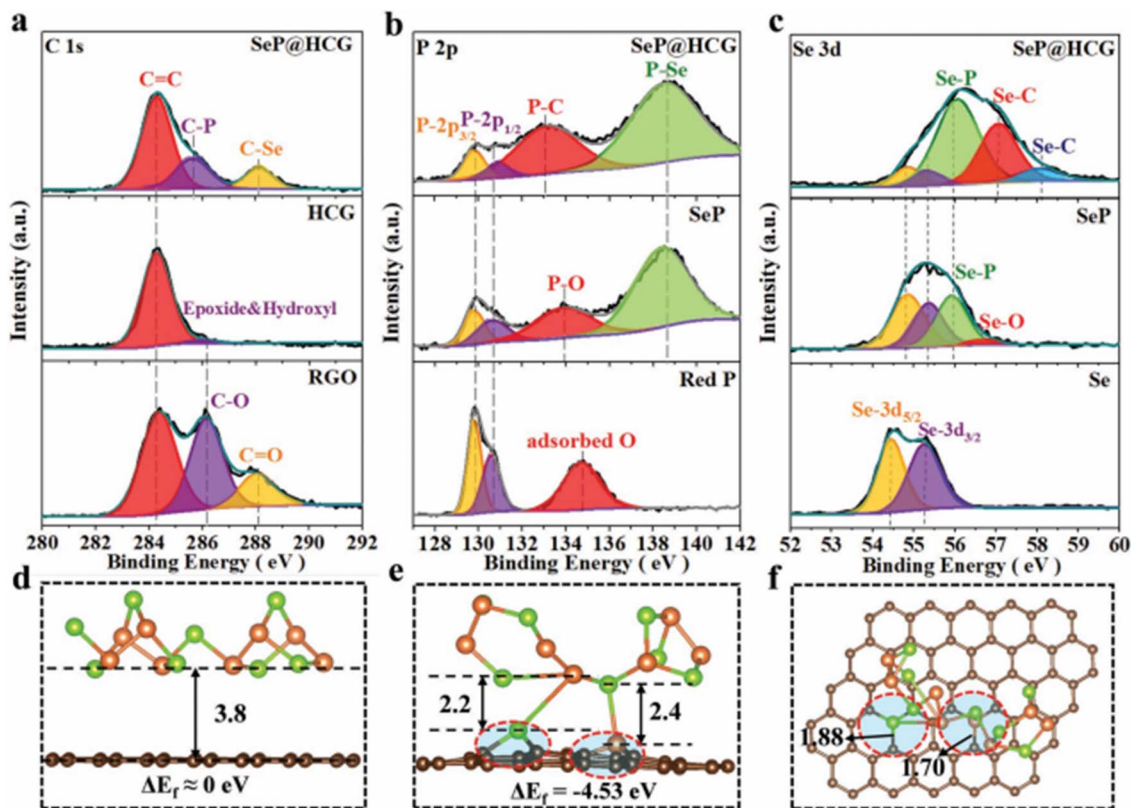 a
C 1s
SeP@HCG
C=C
C-P
C-Se
HCG
Epoxide&Hydroxyl
RGO
C-O
C=O
Intensity (a.u.)
280 282 284 286 288 290 292
Binding Energy ( eV )
b
P 2p
SeP@HCG
P-Se
P-C
P-2p1/2
P-2p3/2
SeP
P-O
Red P
adsorbed O
Intensity (a.u.)
128 130 132 134 136 138 140 142
Binding Energy ( eV )
c
Se 3d
SeP@HCG
Se-P
Se-C
Se-C
SeP
Se-P
Se-O
Se
Se-3d5/2
Se-3d3/2
Intensity (a.u.)
52 53 54 55 56 57 58 59 60
Binding Energy ( eV )
d
3.8
ΔEf ≈ 0 eV
e
2.2
2.4
ΔEf = -4.53 eV
f
1.88
1.70